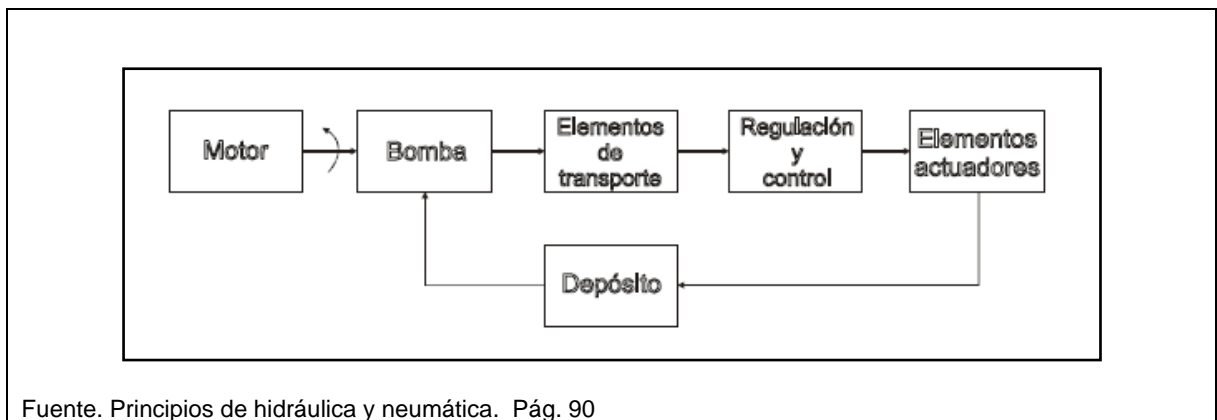 Motor
Bomba
Elementos
de
transporte
Regulación
y
control
Elementos
actuadores
Depósito
Fuente. Principios de hidráulica y neumática. Pág. 90